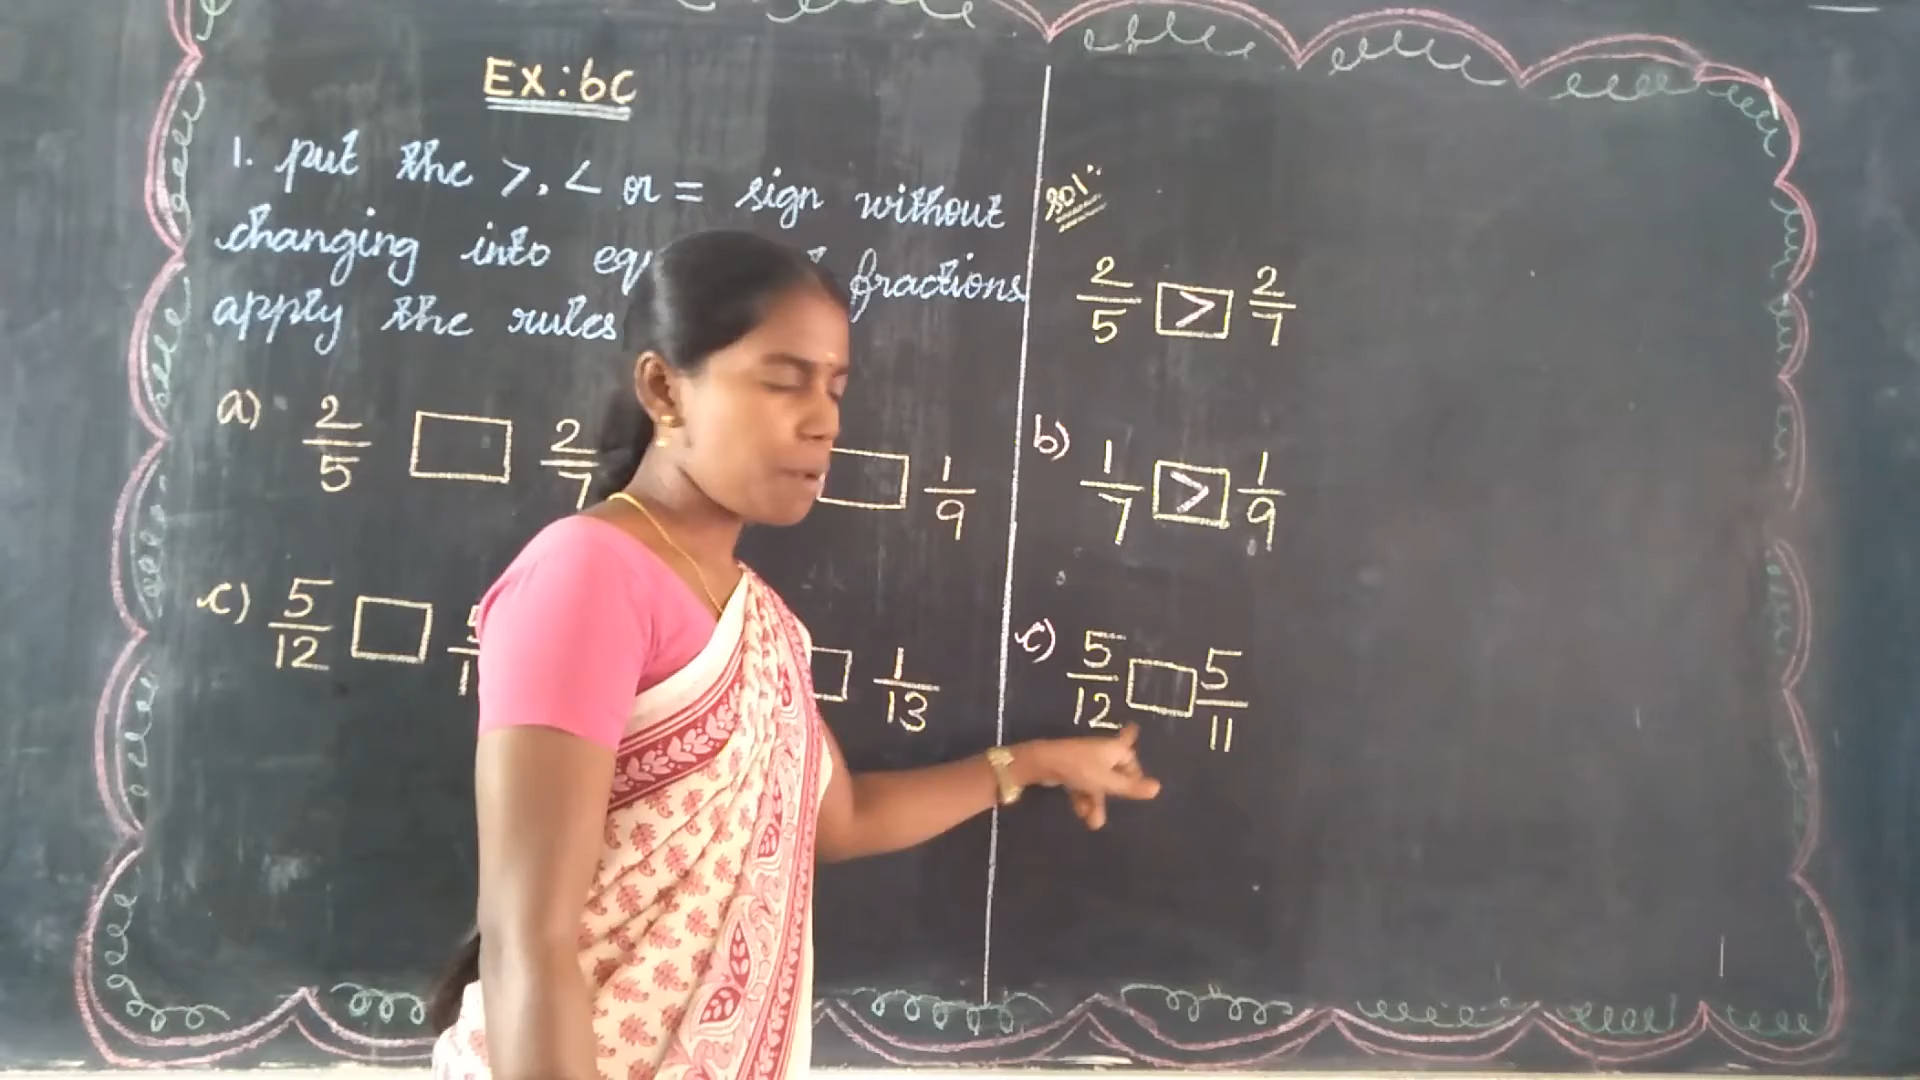 Ex: 6C
1. put the >, < or = sign without
changing into fractions
apply the rules
a) 2/5 □ 2/7 □ 1/9
c) 5/12 □ □ 1/13
Sol:
2/5 > 2/7
b) 1/7 > 1/9
c) 5/12 □ 5/11